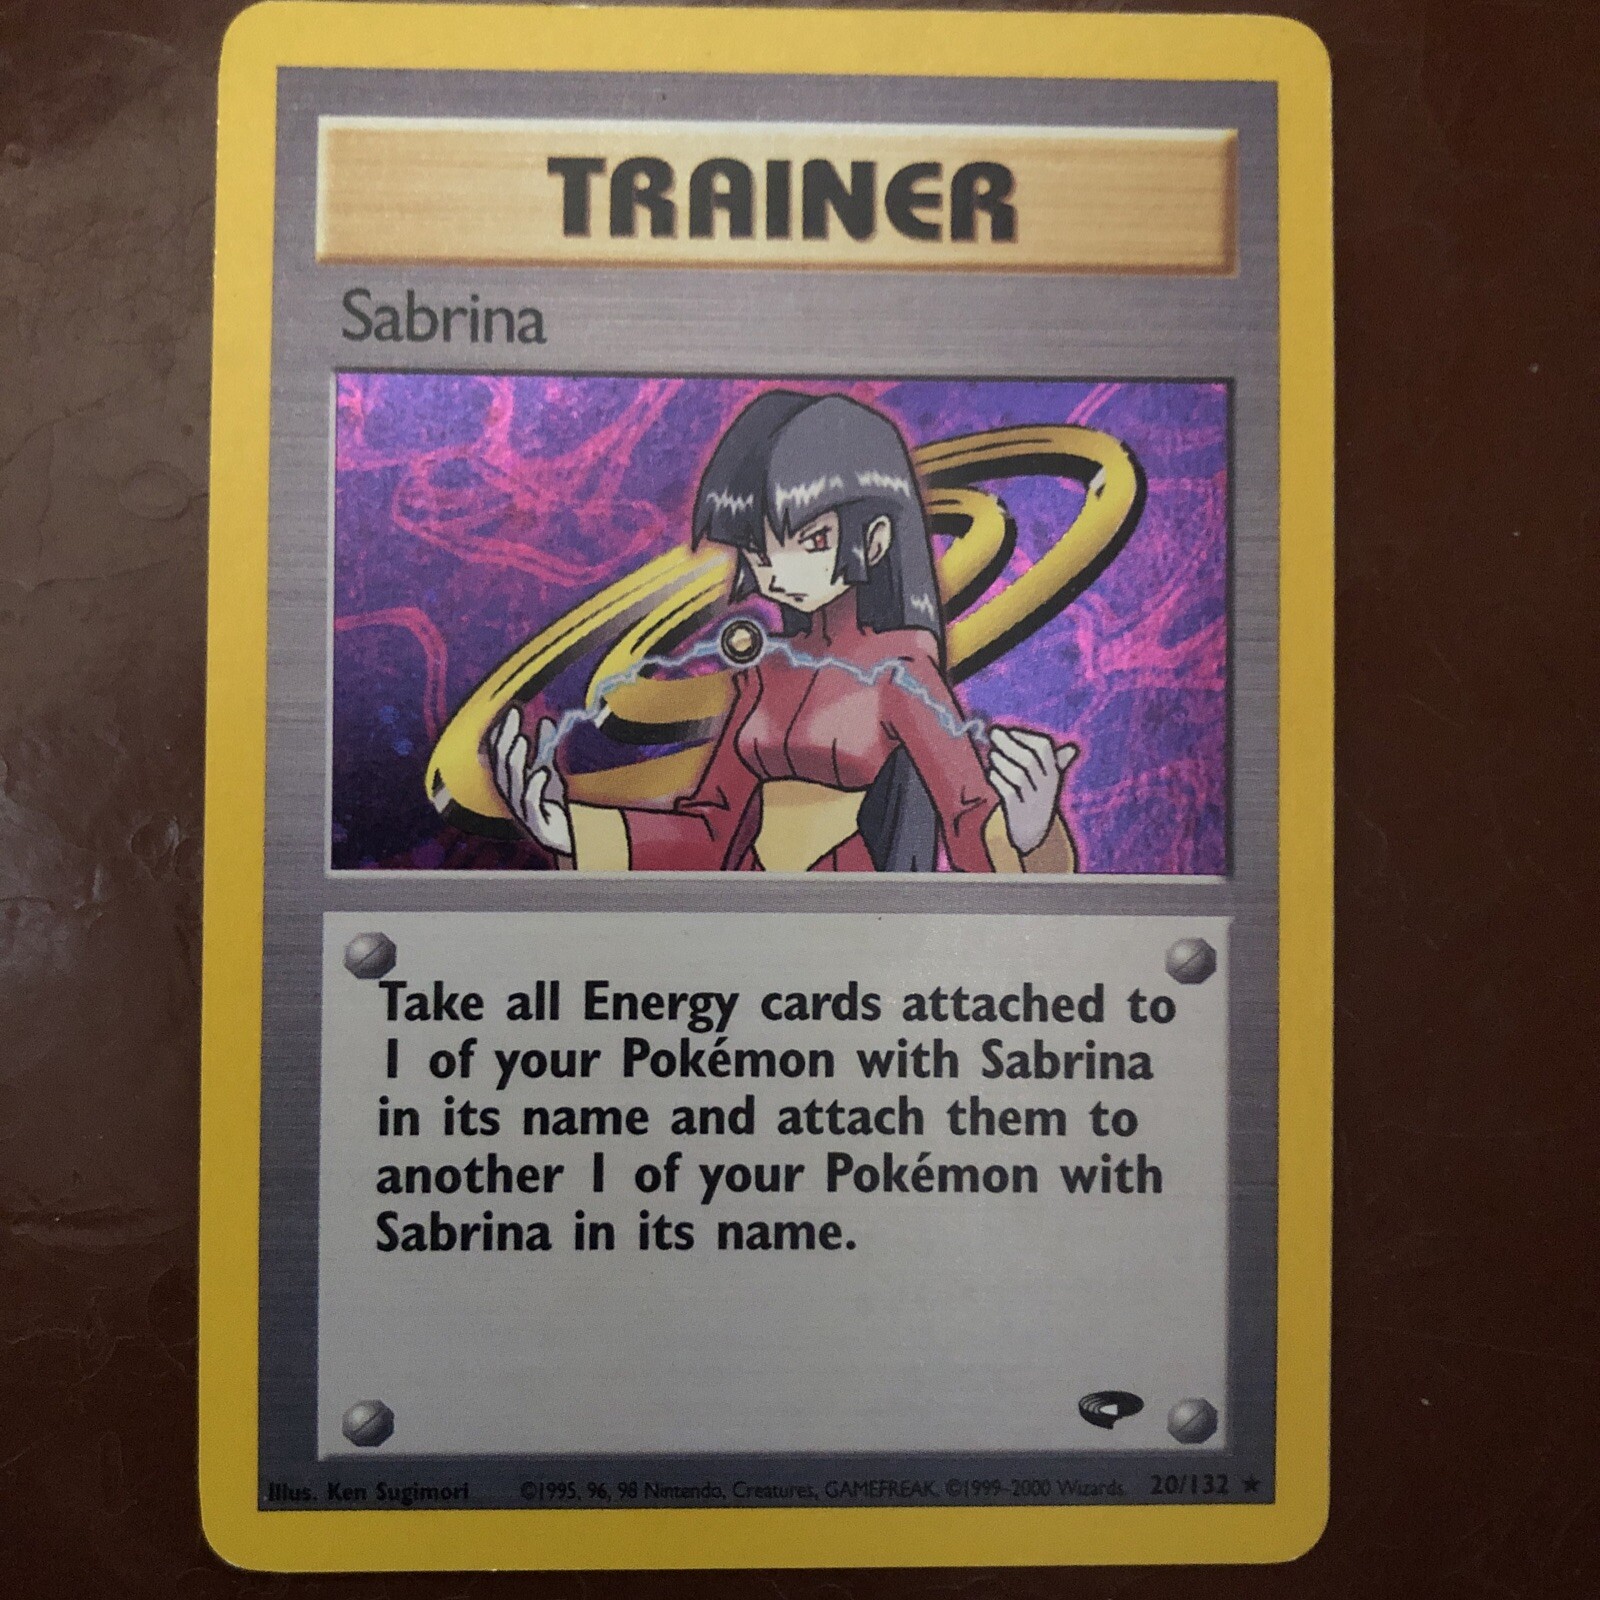 TRAINER
Sabrina
Take all Energy cards attached to
1 of your Pokémon with Sabrina
in its name and attach them to
another 1 of your Pokémon with
Sabrina in its name.
Illus. Ken Sugimori ©1995, 96, 98 Nintendo, Creatures, GAMEFREAK. ©1999-2000 Wizards. 20/132 ★